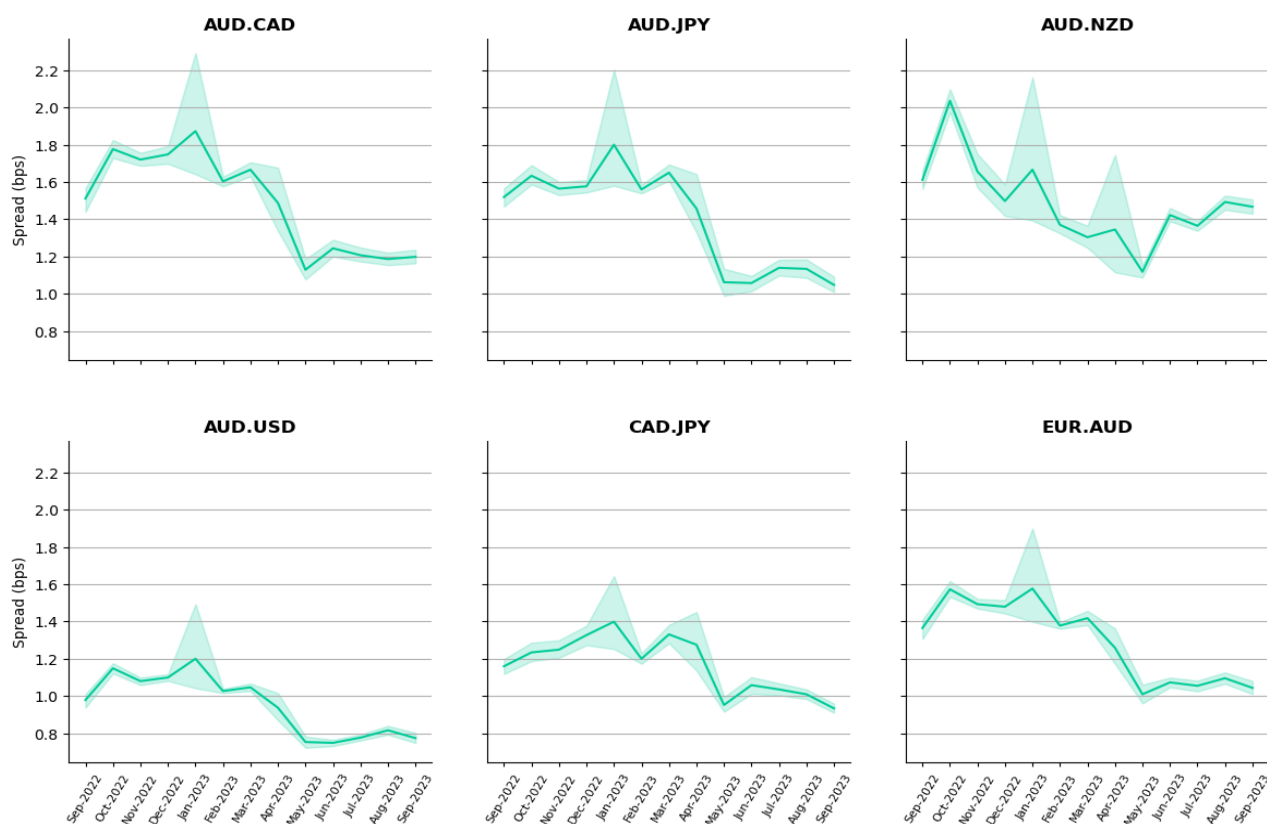 AUD.CAD
AUD.JPY
AUD.NZD
Spread (bps)
2.2
2.0
1.8
1.6
1.4
1.2
1.0
0.8
AUD.USD
CAD.JPY
EUR.AUD
Spread (bps)
2.2
2.0
1.8
1.6
1.4
1.2
1.0
0.8
Sep-2022
Oct-2022
Nov-2022
Dec-2022
Jan-2023
Feb-2023
Mar-2023
Apr-2023
May-2023
Jun-2023
Jul-2023
Aug-2023
Sep-2023
Sep-2022
Oct-2022
Nov-2022
Dec-2022
Jan-2023
Feb-2023
Mar-2023
Apr-2023
May-2023
Jun-2023
Jul-2023
Aug-2023
Sep-2023
Sep-2022
Oct-2022
Nov-2022
Dec-2022
Jan-2023
Feb-2023
Mar-2023
Apr-2023
May-2023
Jun-2023
Jul-2023
Aug-2023
Sep-2023